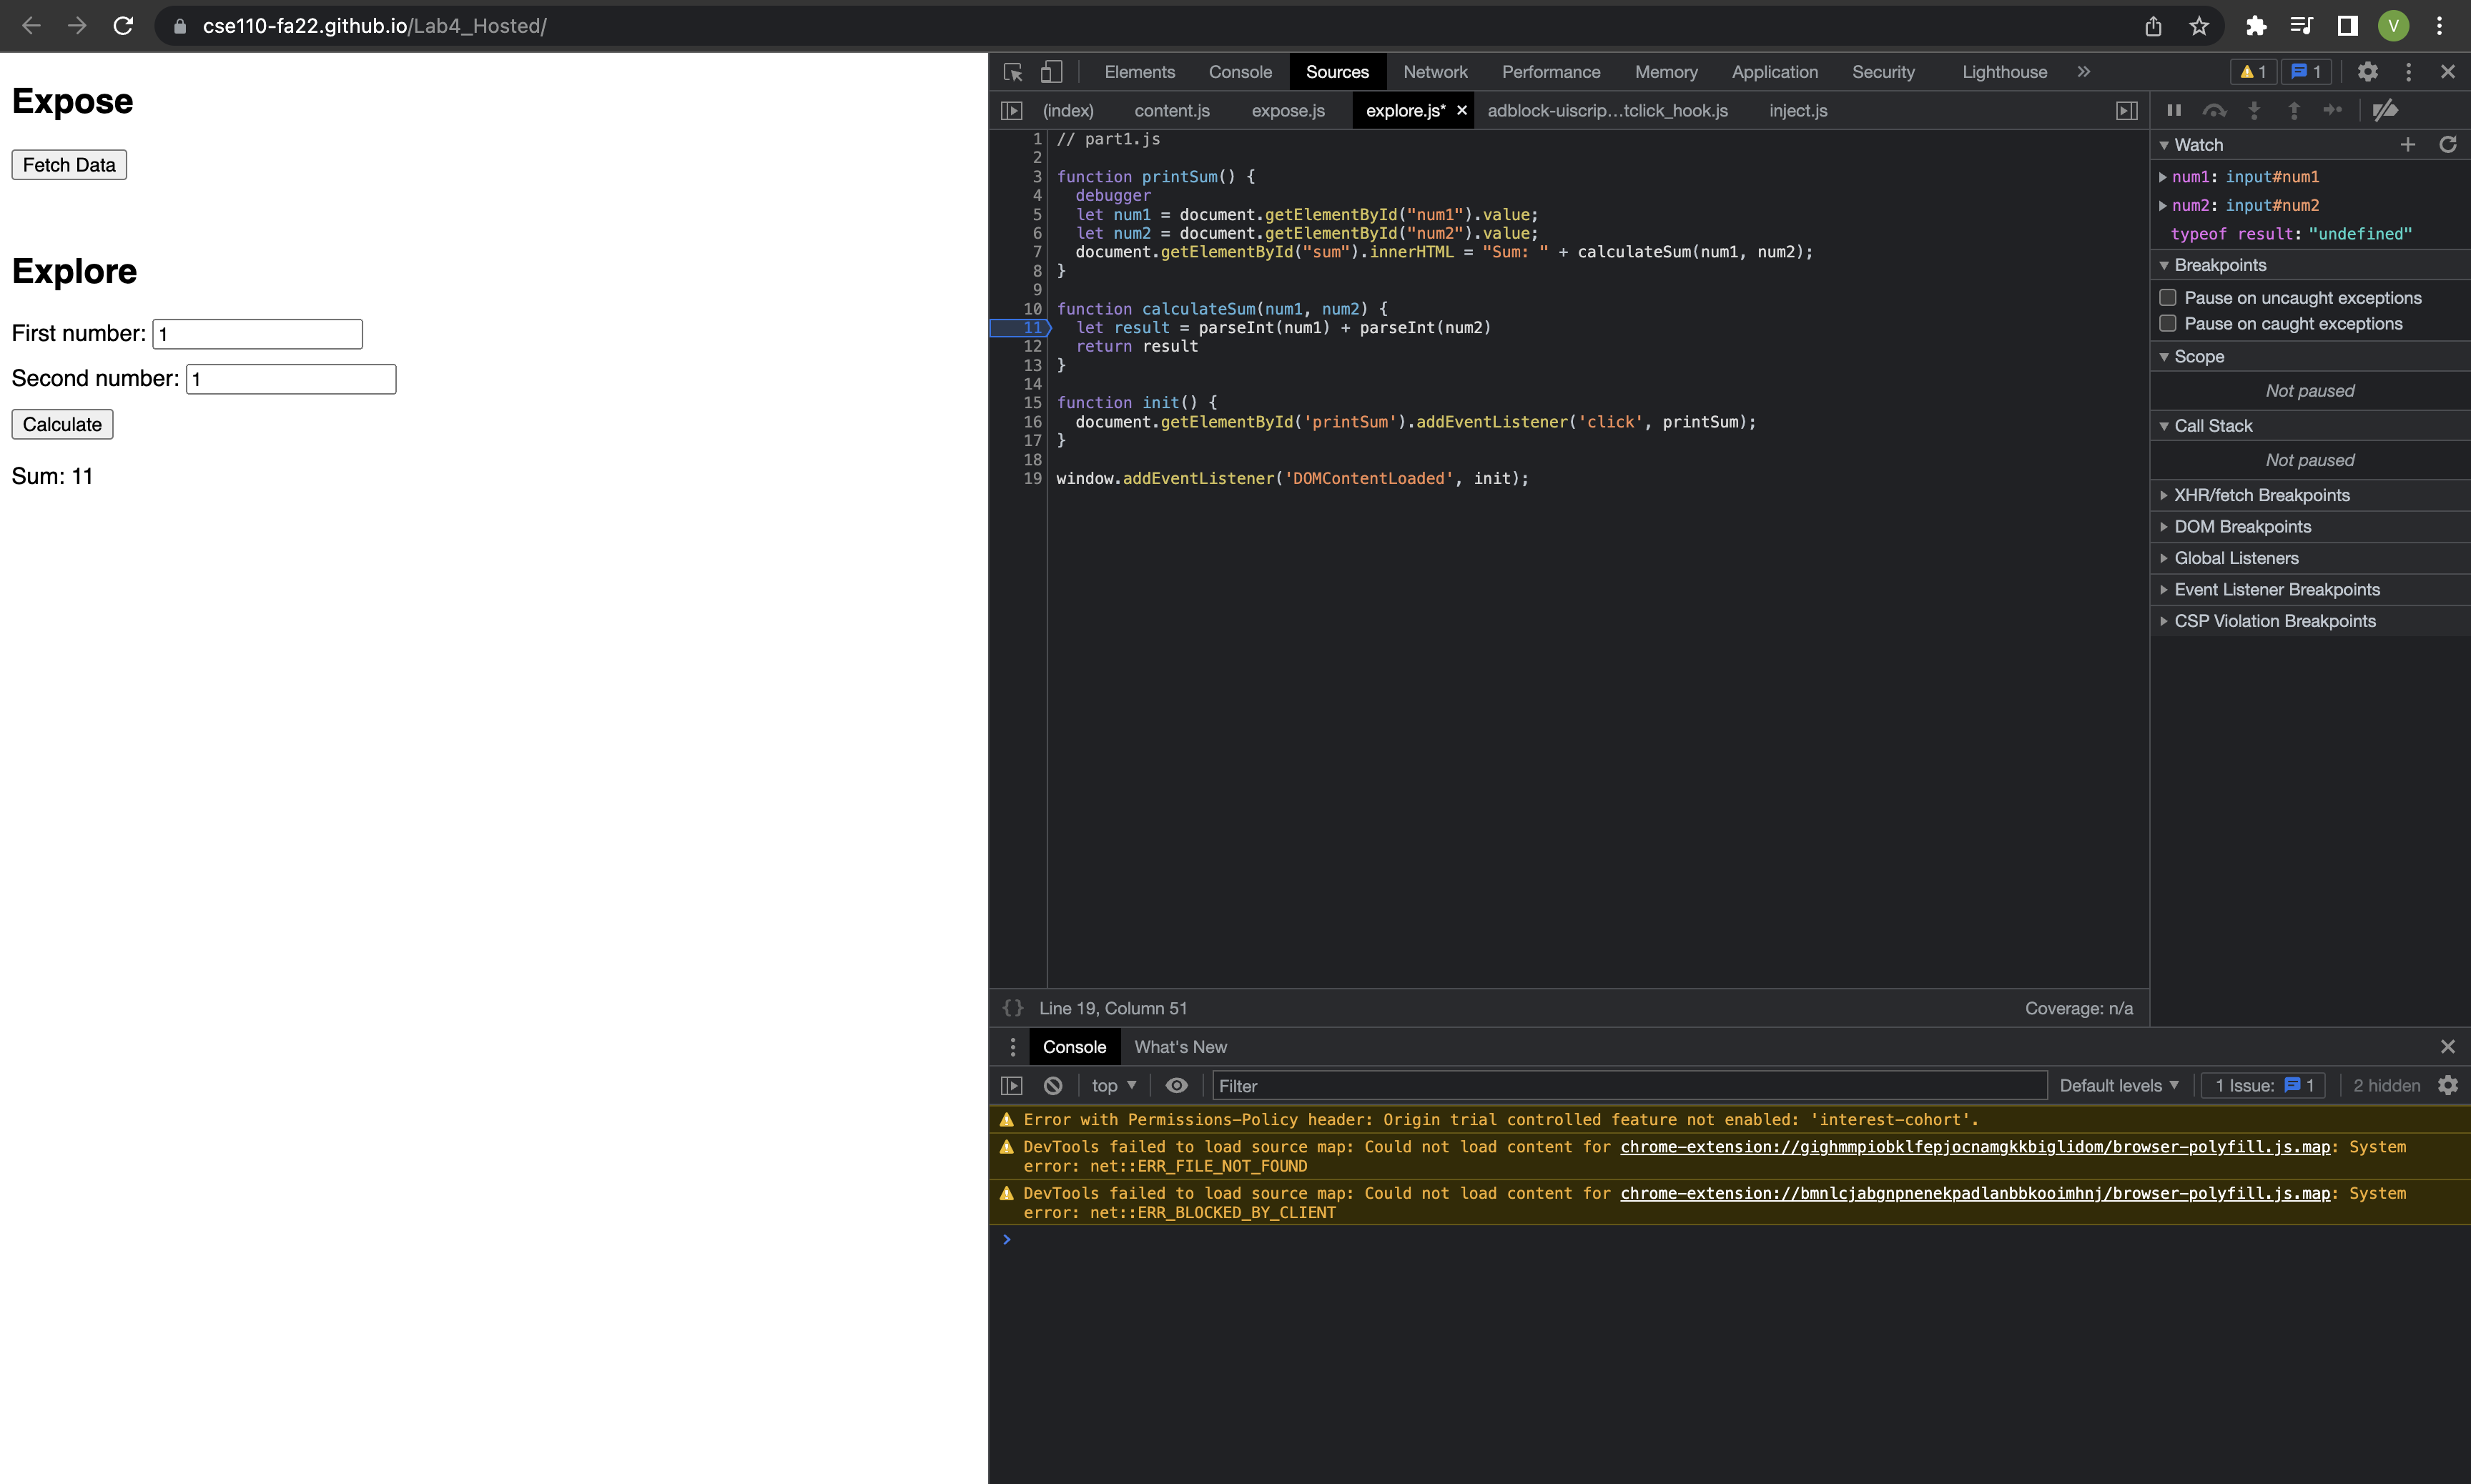 cse110-fa22.github.io/Lab4_Hosted/
V
Expose
Fetch Data
Explore
First number: 1
Second number: 1
Calculate
Sum: 11
Elements Console Sources Network Performance Memory Application Security Lighthouse » 1 1
(index) content.js expose.js explore.js* × adblock-uiscrip…tclick_hook.js inject.js
1 // part1.js
2
3 function printSum() {
4 debugger
5 let num1 = document.getElementById("num1").value;
6 let num2 = document.getElementById("num2").value;
7 document.getElementById("sum").innerHTML = "Sum: " + calculateSum(num1, num2);
8 }
9
10 function calculateSum(num1, num2) {
11 let result = parseInt(num1) + parseInt(num2)
12 return result
13 }
14
15 function init() {
16 document.getElementById('printSum').addEventListener('click', printSum);
17 }
18
19 window.addEventListener('DOMContentLoaded', init);
{} Line 19, Column 51 Coverage: n/a
Watch
num1: input#num1
num2: input#num2
typeof result: "undefined"
Breakpoints
Pause on uncaught exceptions
Pause on caught exceptions
Scope
Not paused
Call Stack
Not paused
XHR/fetch Breakpoints
DOM Breakpoints
Global Listeners
Event Listener Breakpoints
CSP Violation Breakpoints
Console What's New
top Filter Default levels 1 Issue: 1 2 hidden
Error with Permissions-Policy header: Origin trial controlled feature not enabled: 'interest-cohort'.
DevTools failed to load source map: Could not load content for chrome-extension://gighmmpiobklfepjocnamgkkbiglidom/browser-polyfill.js.map: System
error: net::ERR_FILE_NOT_FOUND
DevTools failed to load source map: Could not load content for chrome-extension://bmnlcjabgnpnenekpadlanbbkooimhnj/browser-polyfill.js.map: System
error: net::ERR_BLOCKED_BY_CLIENT
>